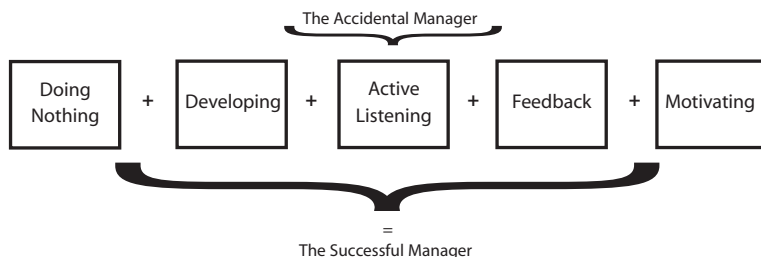 The Accidental Manager
Doing
Nothing
+
Developing
+
Active
Listening
+
Feedback
+
Motivating
=
The Successful Manager